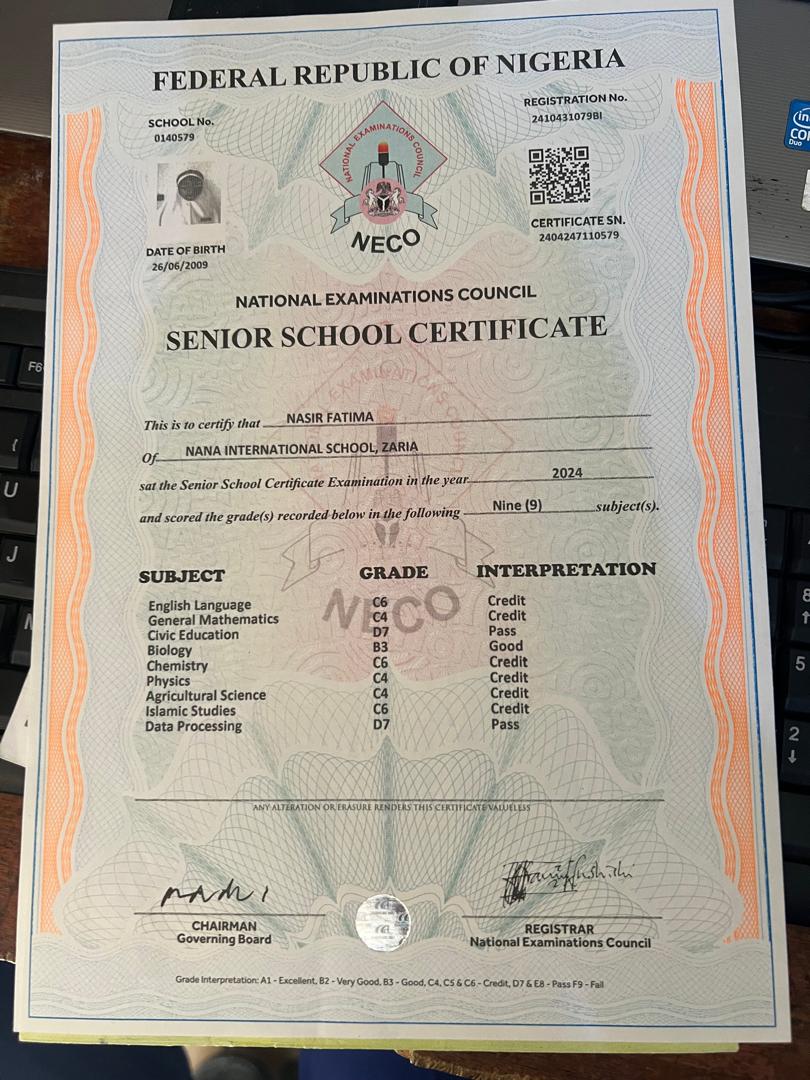 FEDERAL REPUBLIC OF NIGERIA
SCHOOL No.
0140579
REGISTRATION No.
2410431079BI
NATIONAL EXAMINATIONS COUNCIL
NECO
CERTIFICATE SN.
2404247110579
DATE OF BIRTH
26/06/2009
NATIONAL EXAMINATIONS COUNCIL
SENIOR SCHOOL CERTIFICATE
This is to certify that NASIR FATIMA
Of NANA INTERNATIONAL SCHOOL, ZARIA
sat the Senior School Certificate Examination in the year 2024
and scored the grade(s) recorded below in the following Nine (9) subject(s).
SUBJECT GRADE INTERPRETATION
English Language C6 Credit
General Mathematics C4 Credit
Civic Education D7 Pass
Biology B3 Good
Chemistry C6 Credit
Physics C4 Credit
Agricultural Science C4 Credit
Islamic Studies C6 Credit
Data Processing D7 Pass
NECO
ANY ALTERATION OR ERASURE RENDERS THIS CERTIFICATE VALUELESS
CHAIRMAN
Governing Board
REGISTRAR
National Examinations Council
Grade Interpretation: A1 - Excellent, B2 - Very Good, B3 - Good, C4, C5 & C6 - Credit, D7 & E8 - Pass F9 - Fail
F6
U
J
N
8
5
2
Duo